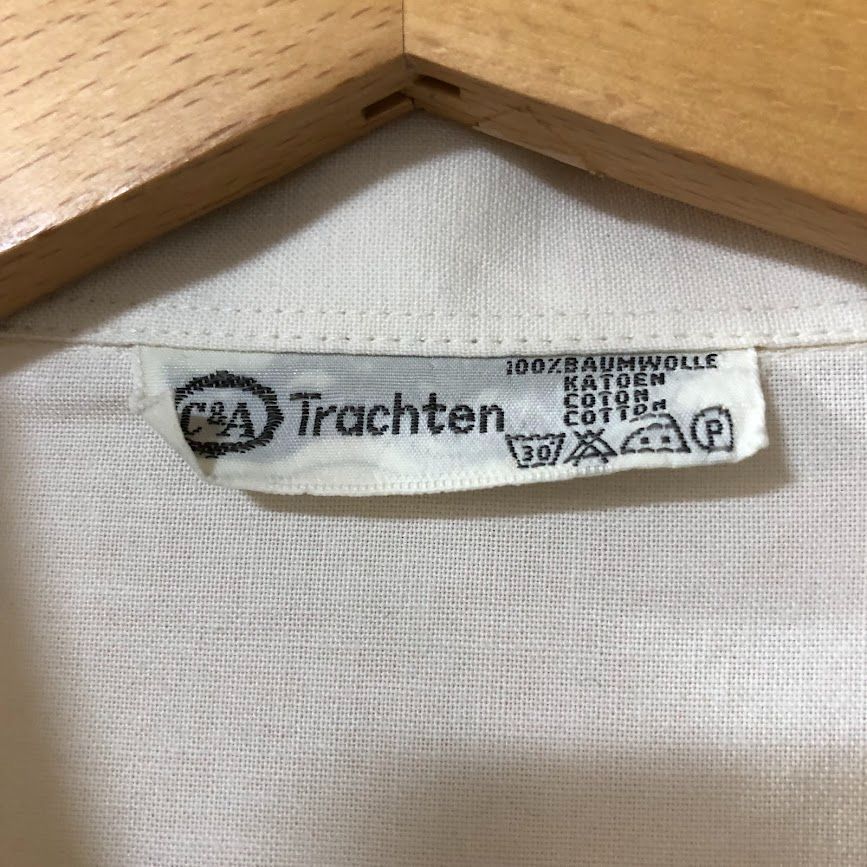 C&A Trachten
100% BAUMWOLLE
KATOEN
COTON
COTTON
30 P